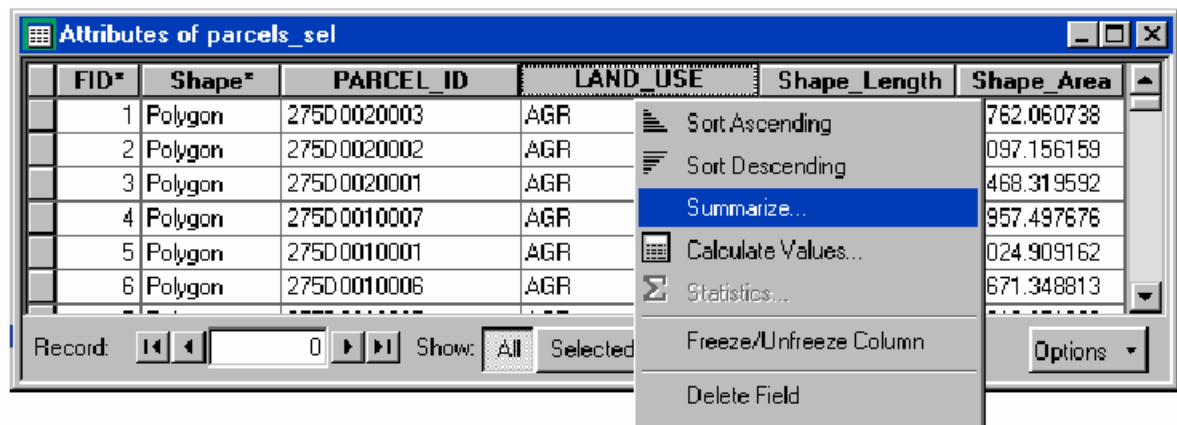 Attributes of parcels_sel
FID* Shape* PARCEL_ID LAND_USE Shape_Length Shape_Area
1 Polygon 275D0020003 AGR 762.060738
2 Polygon 275D0020002 AGR 097.156159
3 Polygon 275D0020001 AGR 468.319592
4 Polygon 275D0010007 AGR 957.497676
5 Polygon 275D0010001 AGR 024.909162
6 Polygon 275D0010006 AGR 671.348813
Sort Ascending
Sort Descending
Summarize...
Calculate Values...
Σ Statistics...
Freeze/Unfreeze Column
Delete Field
Record: 0 Show: All Selected Options